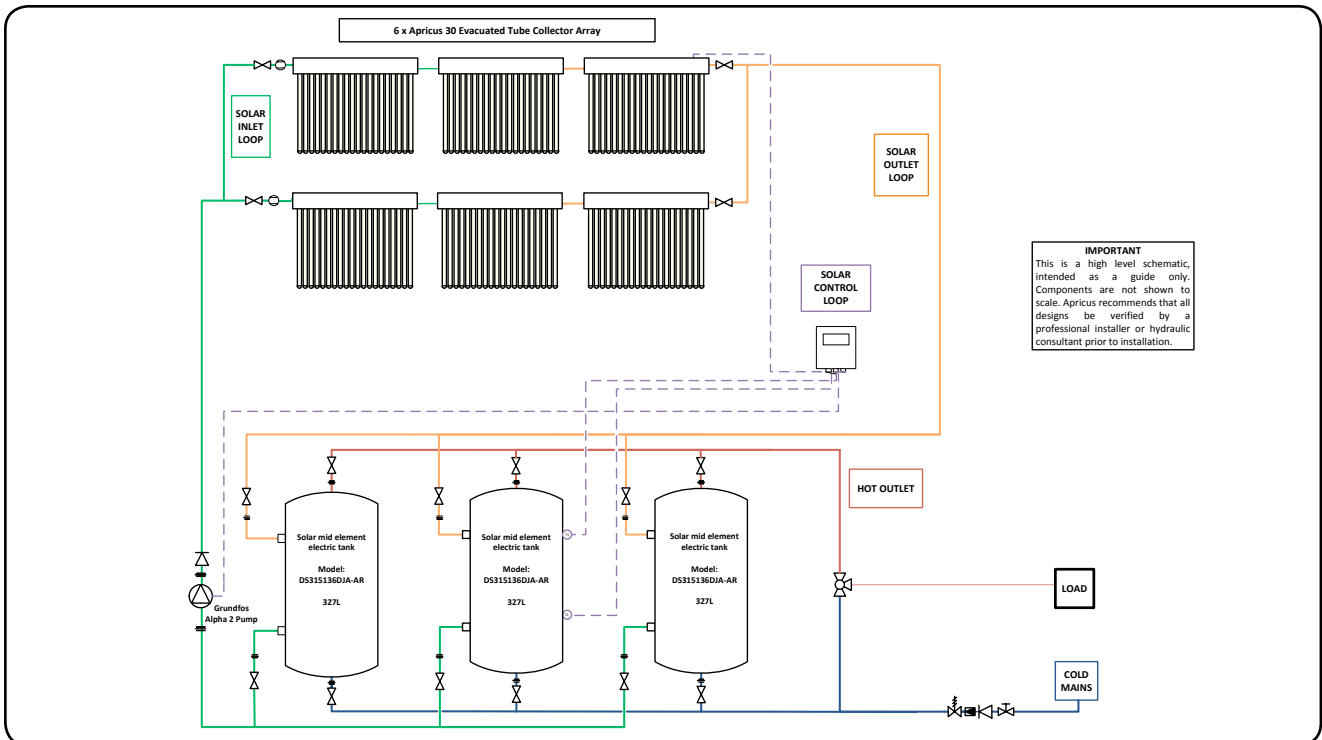 6 x Apricus 30 Evacuated Tube Collector Array
SOLAR
INLET
LOOP
SOLAR
OUTLET
LOOP
IMPORTANT
This is a high level schematic,
intended as a guide only.
Components are not shown to
scale. Apricus recommends that all
designs be verified by a
professional installer or hydraulic
consultant prior to installation.
SOLAR
CONTROL
LOOP
HOT OUTLET
Solar mid element
electric tank
Model:
DS315136DJA-AR
327L
Solar mid element
electric tank
Model:
DS315136DJA-AR
327L
Solar mid element
electric tank
Model:
DS315136DJA-AR
327L
Grundfos
Alpha 2 Pump
LOAD
COLD
MAINS